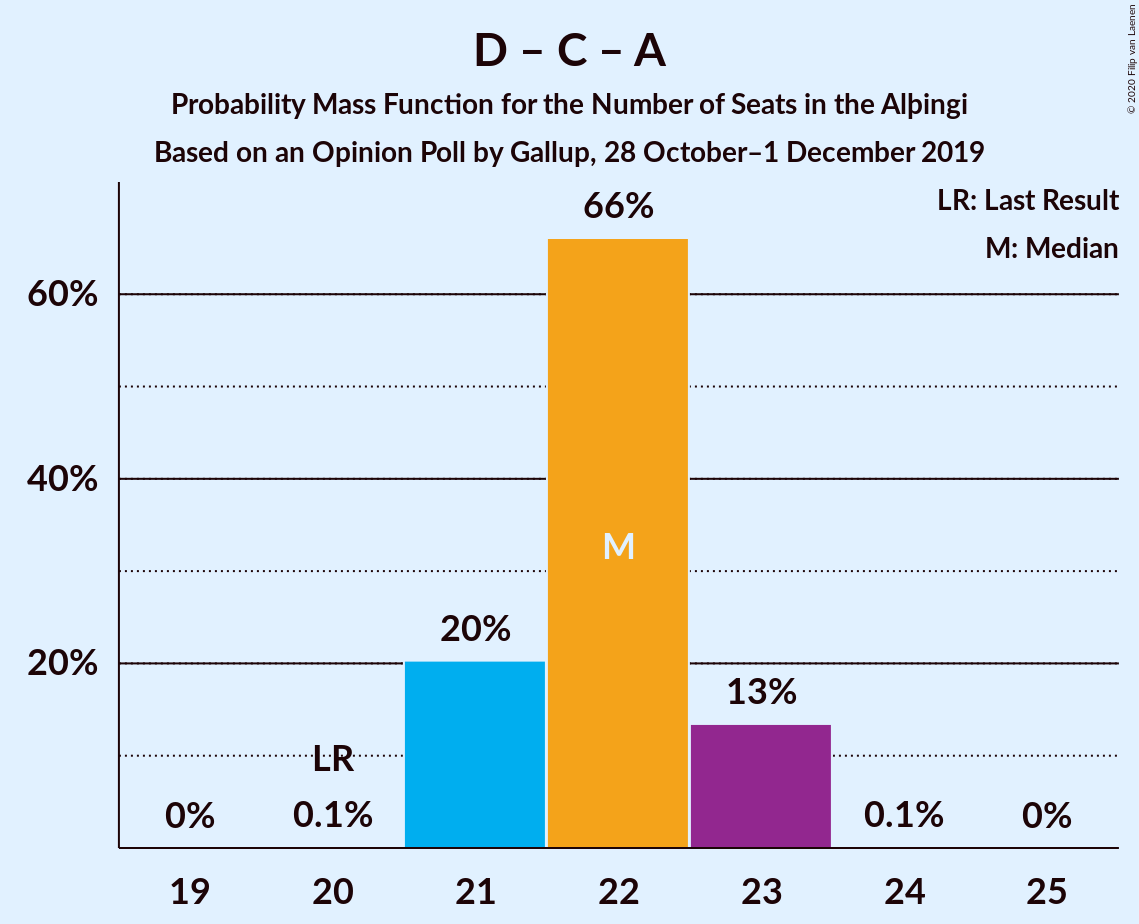 D – C – A
Probability Mass Function for the Number of Seats in the Alþingi
Based on an Opinion Poll by Gallup, 28 October–1 December 2019
© 2020 Filip van Laenen
LR: Last Result
M: Median
66%
60%
40%
M
20%
20%
13%
LR
0%
0.1%
0.1%
0%
19
20
21
22
23
24
25